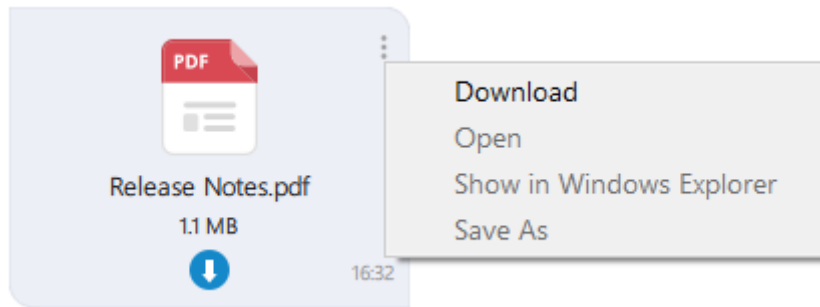 PDF
Release Notes.pdf
1.1 MB
16:32
Download
Open
Show in Windows Explorer
Save As